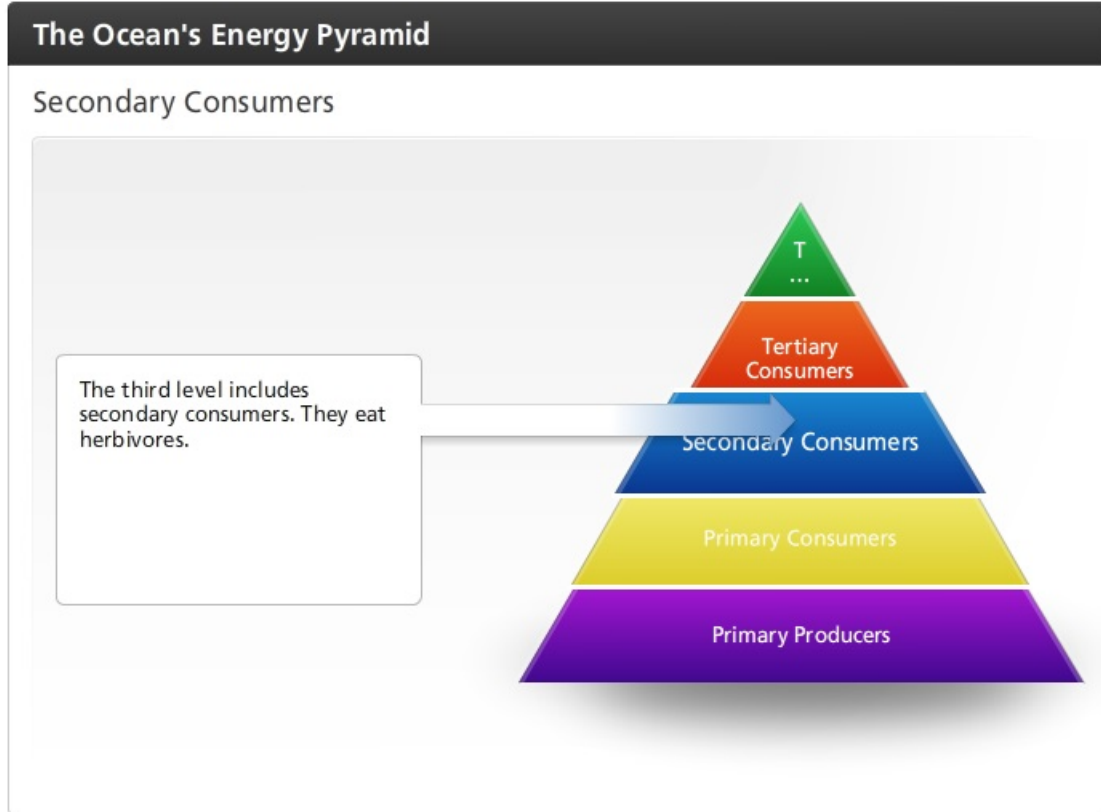 The Ocean's Energy Pyramid
Secondary Consumers
The third level includes
secondary consumers. They eat
herbivores.
T
...
Tertiary
Consumers
Secondary Consumers
Primary Consumers
Primary Producers